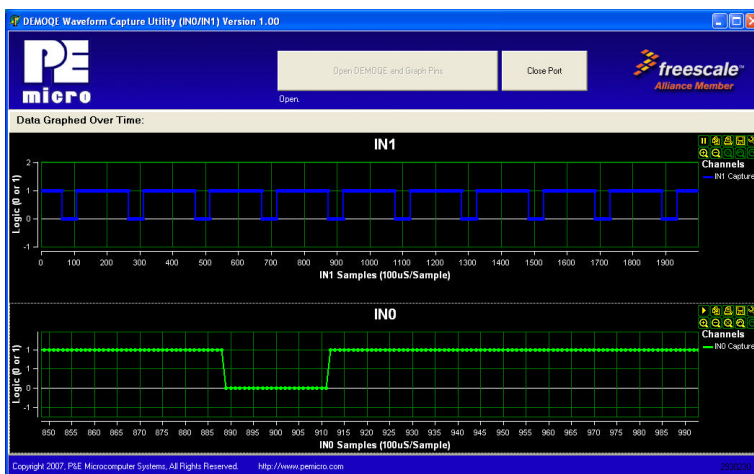 DEMOQE Waveform Capture Utility (IN0/IN1) Version 1.00
PE
micro
Open DEMOQE and Graph Pins
Close Port
freescale™
Alliance Member
Open.
Data Graphed Over Time:
IN1
Channels
IN1 Capture
Logic (0 or 1)
2
1
0
-1
0 100 200 300 400 500 600 700 800 900 1000 1100 1200 1300 1400 1500 1600 1700 1800 1900
IN1 Samples (100uS/Sample)
IN0
Channels
IN0 Capture
Logic (0 or 1)
1
0
-1
850 855 860 865 870 875 880 885 890 895 900 905 910 915 920 925 930 935 940 945 950 955 960 965 970 975 980 985 990
IN0 Samples (100uS/Sample)
Copyright 2007, P&E Microcomputer Systems, All Rights Reserved. http://www.pemicro.com